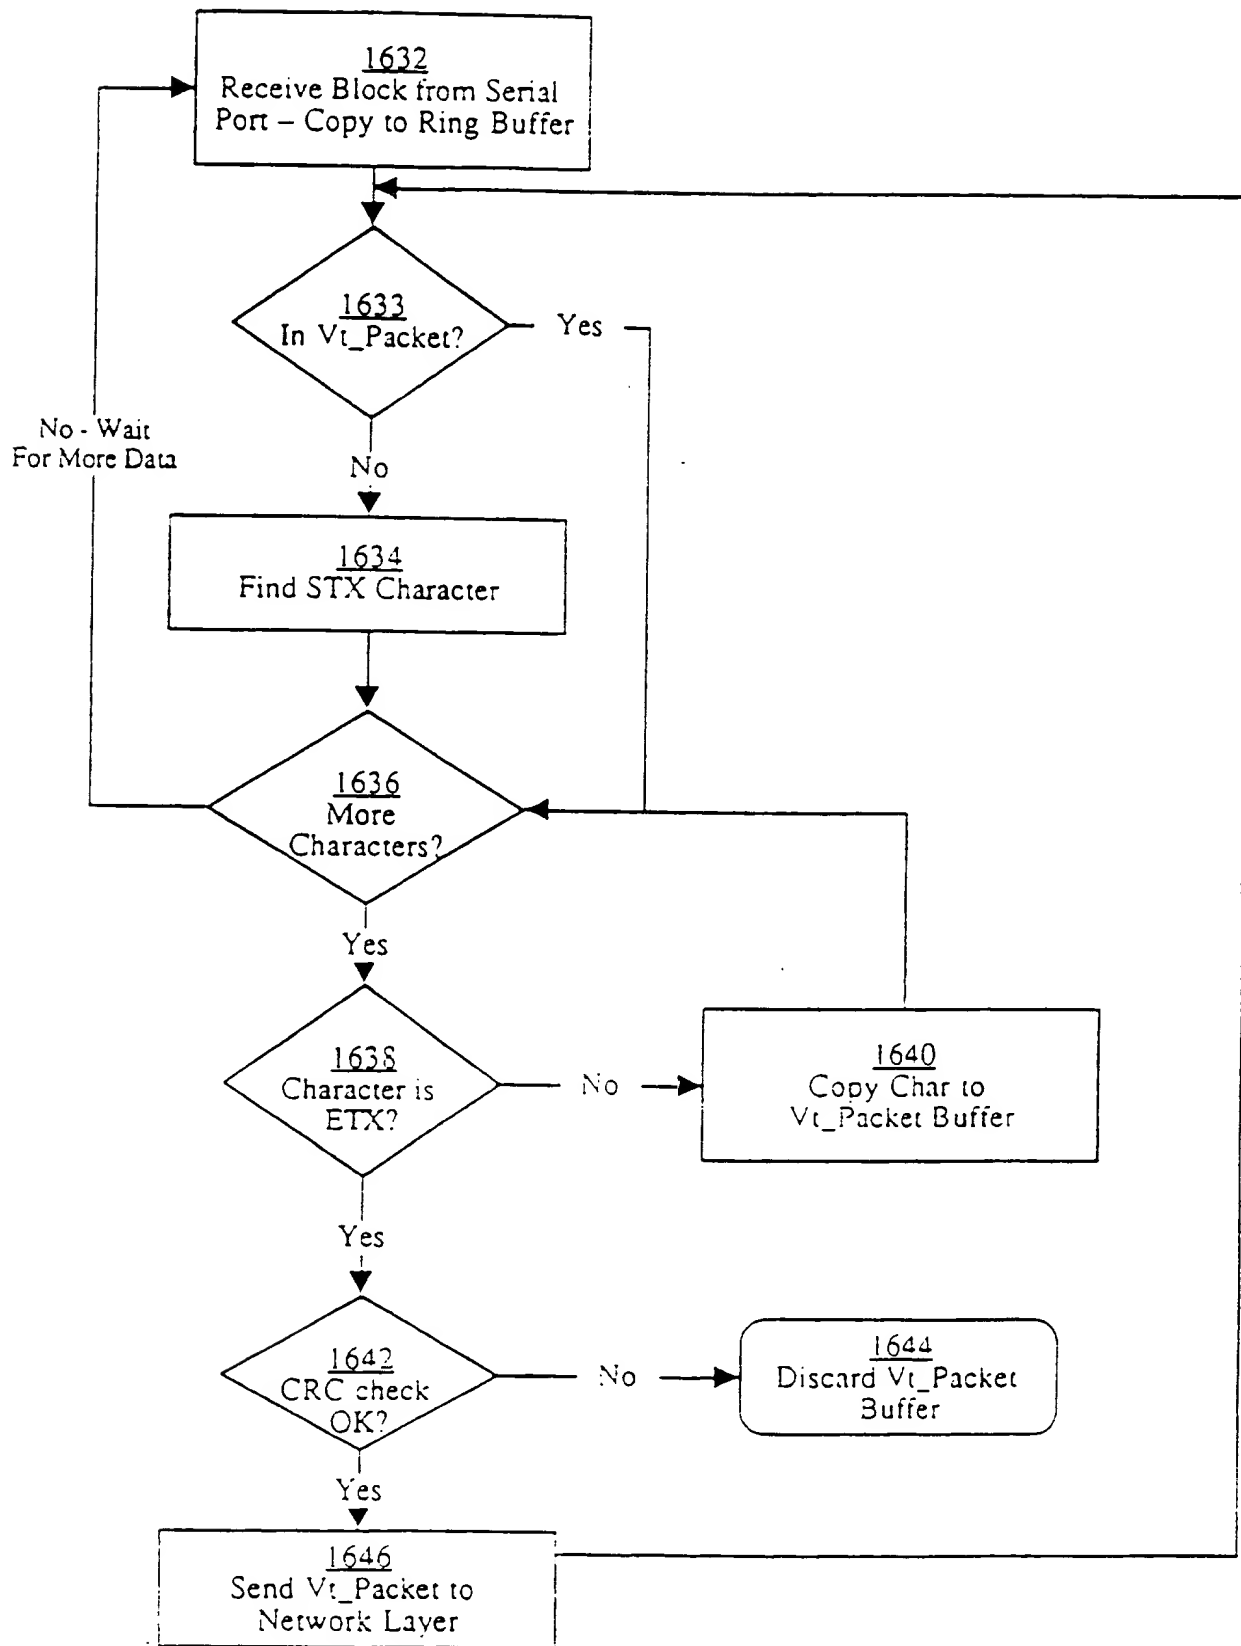 1632
Receive Block from Serial
Port – Copy to Ring Buffer
1633
In Vt_Packet?
Yes
No - Wait
For More Data
No
1634
Find STX Character
1636
More
Characters?
Yes
1638
Character is
ETX?
No
1640
Copy Char to
Vt_Packet Buffer
Yes
1642
CRC check
OK?
No
1644
Discard Vt_Packet
Buffer
Yes
1646
Send Vt_Packet to
Network Layer